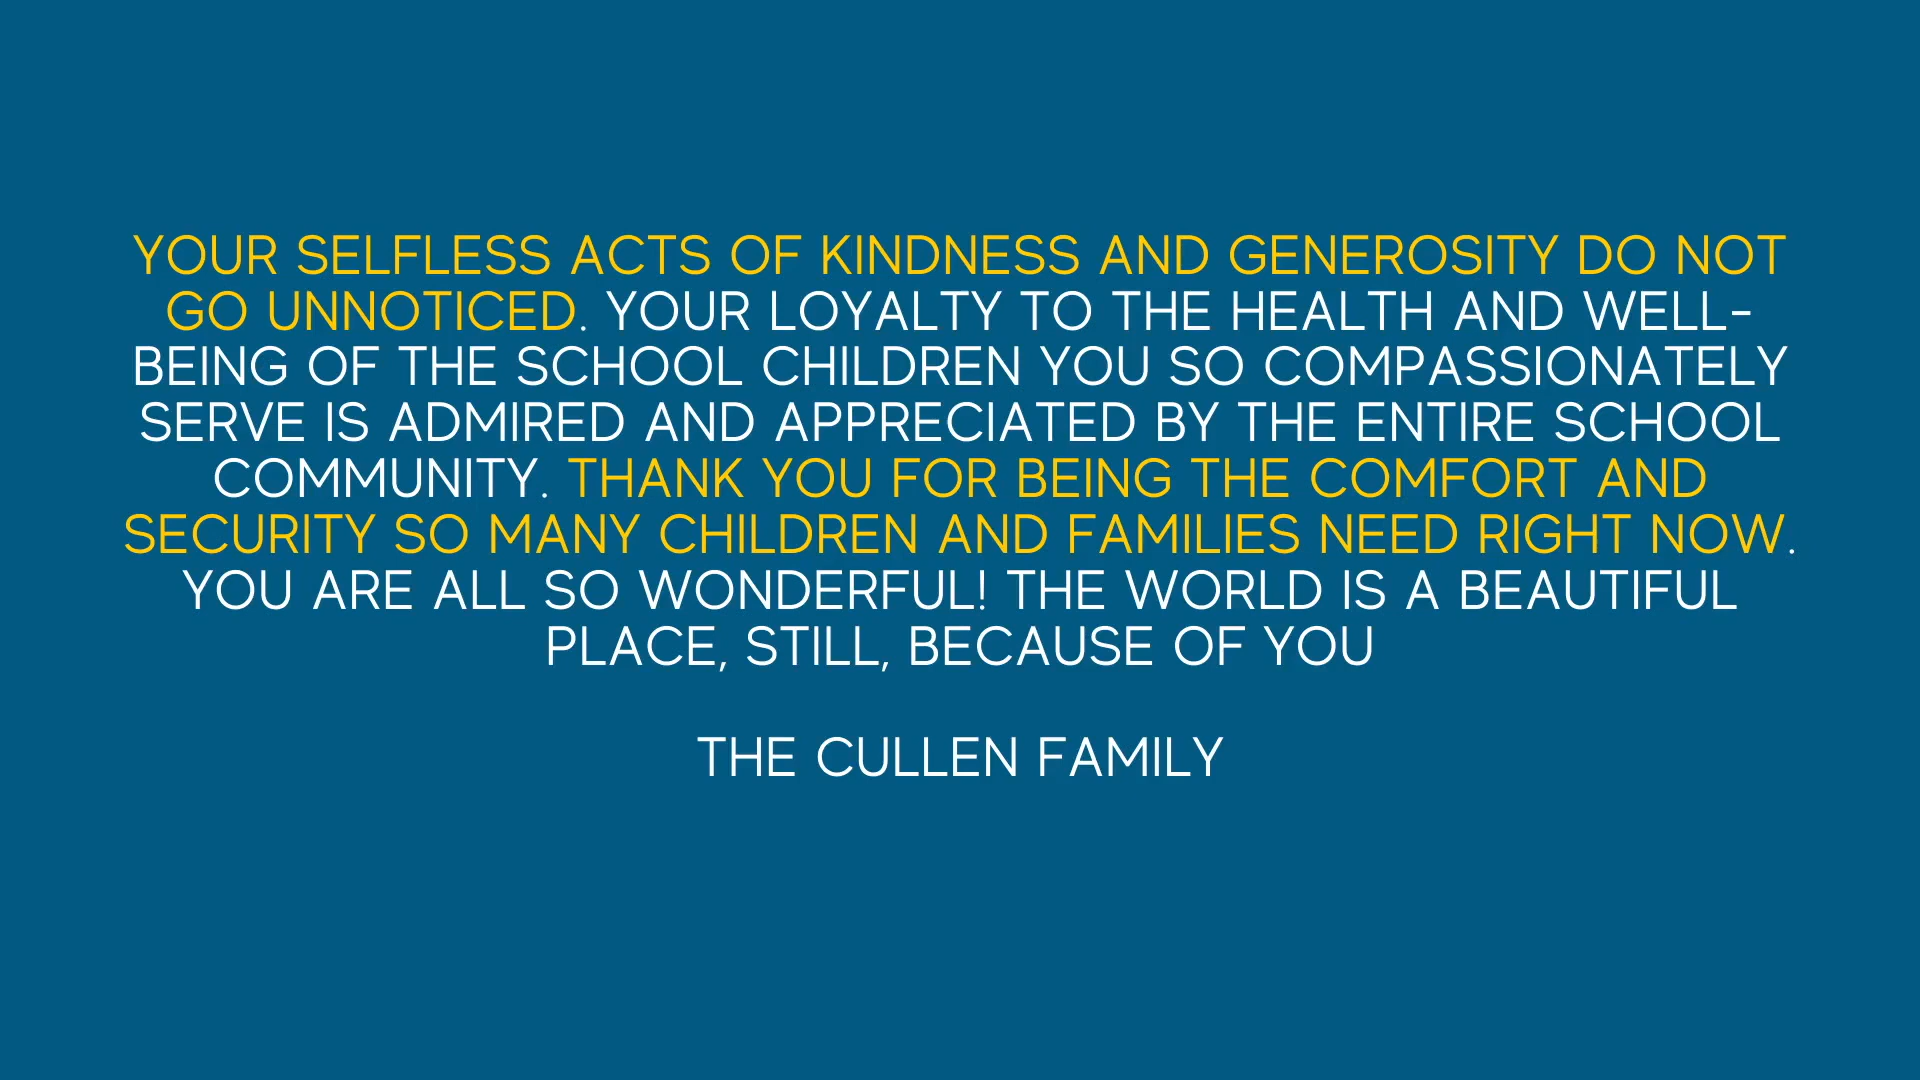 YOUR SELFLESS ACTS OF KINDNESS AND GENEROSITY DO NOT
GO UNNOTICED. YOUR LOYALTY TO THE HEALTH AND WELL-
BEING OF THE SCHOOL CHILDREN YOU SO COMPASSIONATELY
SERVE IS ADMIRED AND APPRECIATED BY THE ENTIRE SCHOOL
COMMUNITY. THANK YOU FOR BEING THE COMFORT AND
SECURITY SO MANY CHILDREN AND FAMILIES NEED RIGHT NOW.
YOU ARE ALL SO WONDERFUL! THE WORLD IS A BEAUTIFUL
PLACE, STILL, BECAUSE OF YOU
THE CULLEN FAMILY